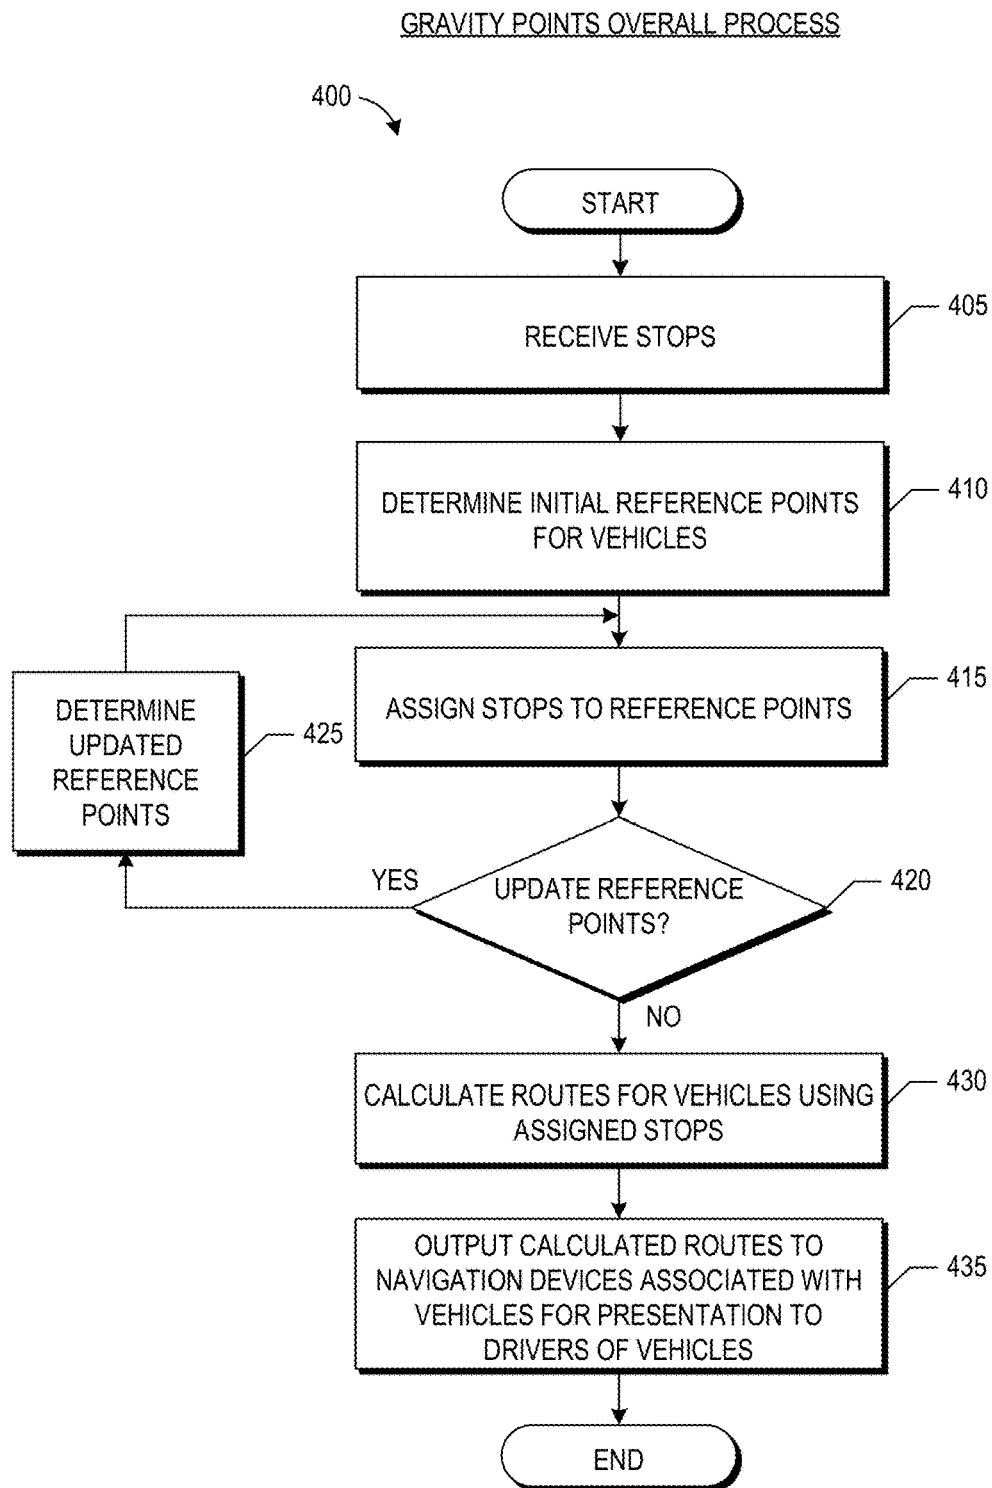 GRAVITY POINTS OVERALL PROCESS
400
START
RECEIVE STOPS
405
DETERMINE INITIAL REFERENCE POINTS
FOR VEHICLES
410
ASSIGN STOPS TO REFERENCE POINTS
415
DETERMINE
UPDATED
REFERENCE
POINTS
425
YES
UPDATE REFERENCE
POINTS?
420
NO
CALCULATE ROUTES FOR VEHICLES USING
ASSIGNED STOPS
430
OUTPUT CALCULATED ROUTES TO
NAVIGATION DEVICES ASSOCIATED WITH
VEHICLES FOR PRESENTATION TO
DRIVERS OF VEHICLES
435
END